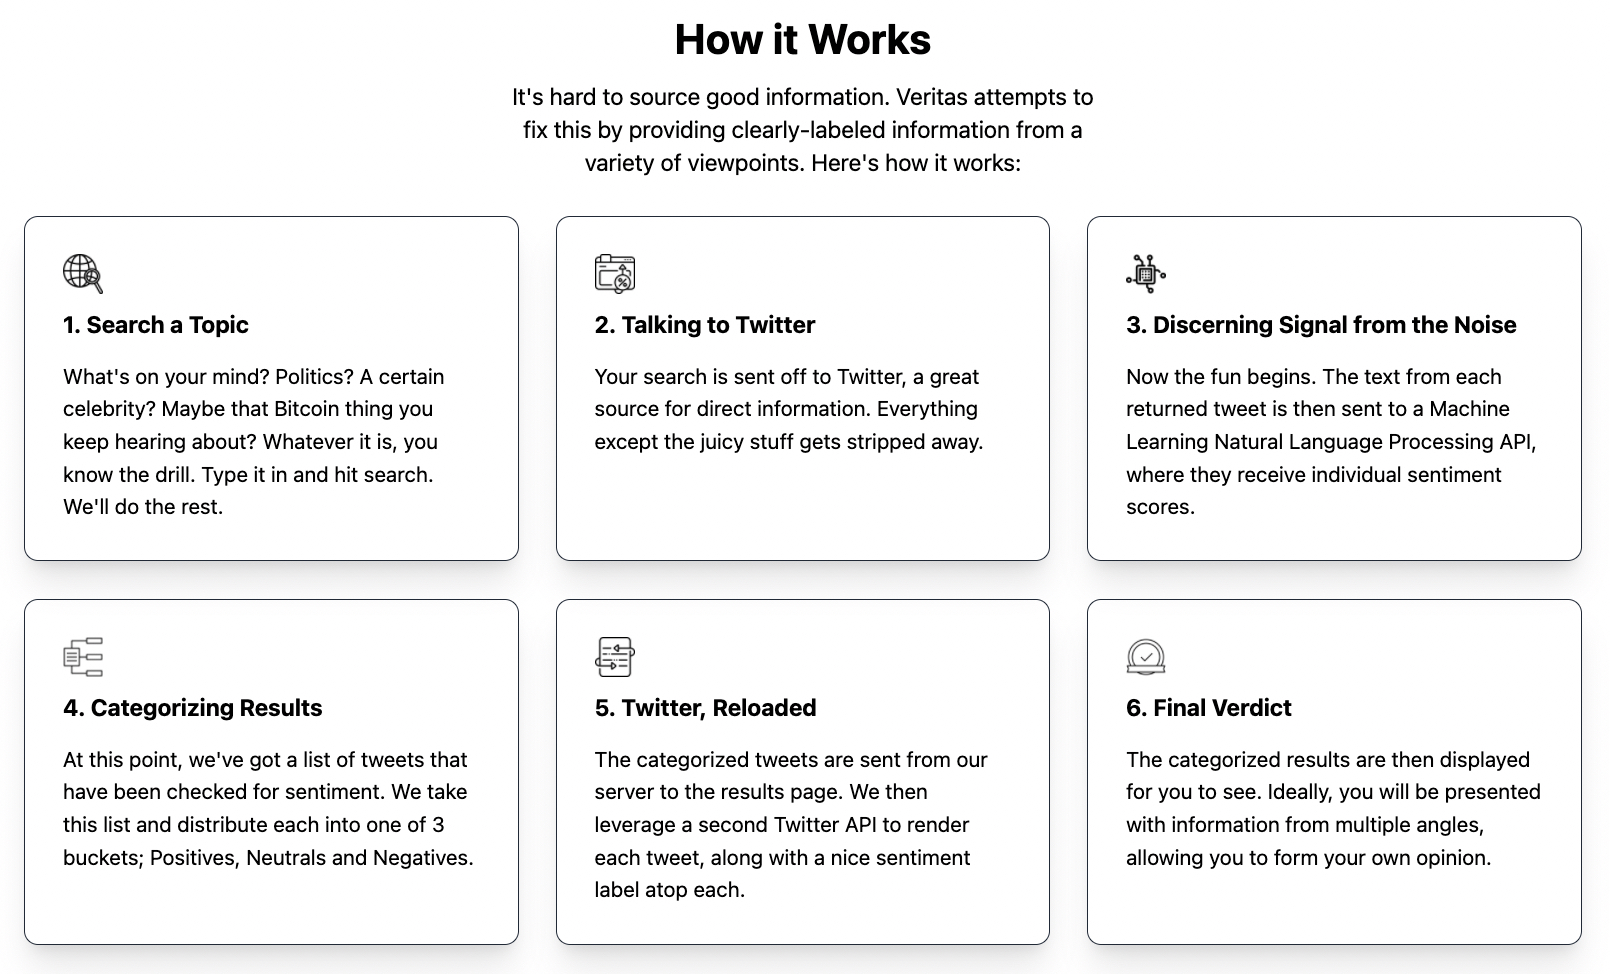 How it Works
It's hard to source good information. Veritas attempts to
fix this by providing clearly-labeled information from a
variety of viewpoints. Here's how it works:
1. Search a Topic
What's on your mind? Politics? A certain
celebrity? Maybe that Bitcoin thing you
keep hearing about? Whatever it is, you
know the drill. Type it in and hit search.
We'll do the rest.
2. Talking to Twitter
Your search is sent off to Twitter, a great
source for direct information. Everything
except the juicy stuff gets stripped away.
3. Discerning Signal from the Noise
Now the fun begins. The text from each
returned tweet is then sent to a Machine
Learning Natural Language Processing API,
where they receive individual sentiment
scores.
4. Categorizing Results
At this point, we've got a list of tweets that
have been checked for sentiment. We take
this list and distribute each into one of 3
buckets; Positives, Neutrals and Negatives.
5. Twitter, Reloaded
The categorized tweets are sent from our
server to the results page. We then
leverage a second Twitter API to render
each tweet, along with a nice sentiment
label atop each.
6. Final Verdict
The categorized results are then displayed
for you to see. Ideally, you will be presented
with information from multiple angles,
allowing you to form your own opinion.